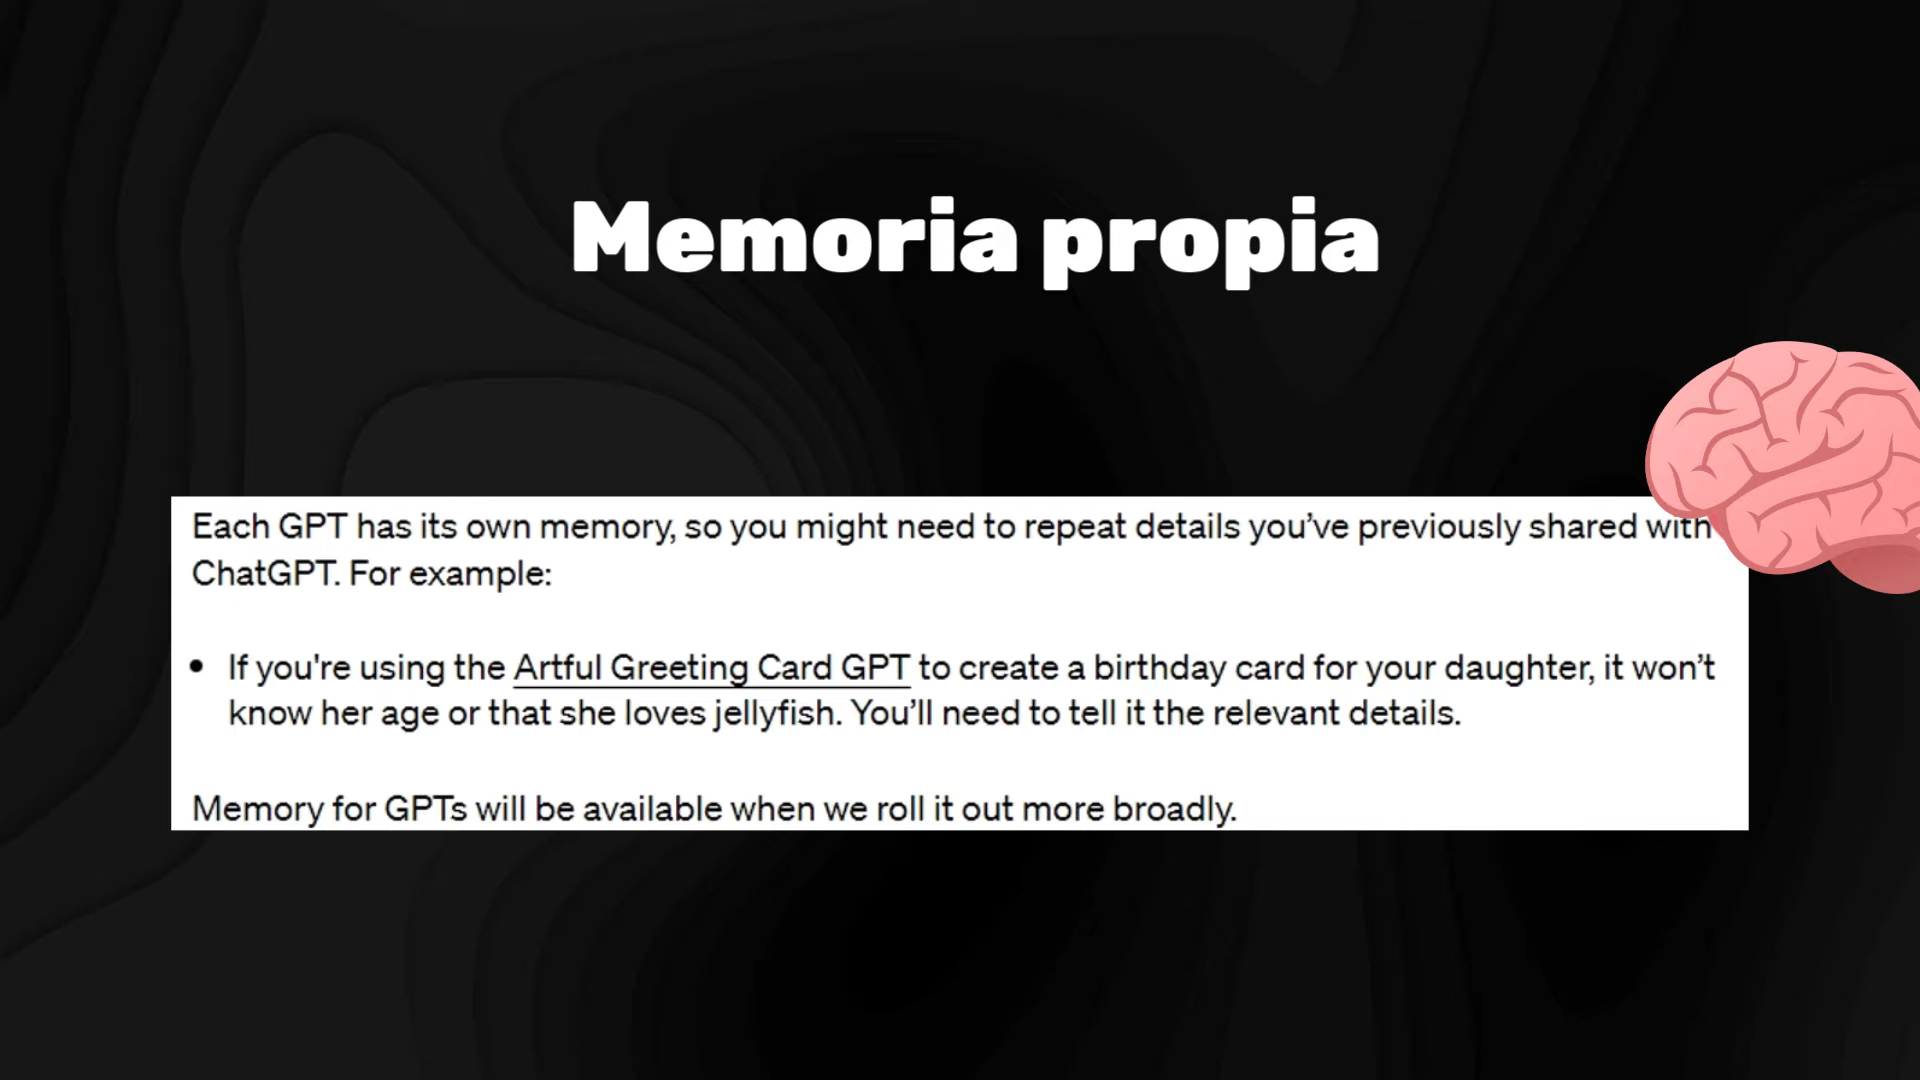 Memoria propia
Each GPT has its own memory, so you might need to repeat details you’ve previously shared with
ChatGPT. For example:
• If you're using the Artful Greeting Card GPT to create a birthday card for your daughter, it won’t
know her age or that she loves jellyfish. You’ll need to tell it the relevant details.
Memory for GPTs will be available when we roll it out more broadly.